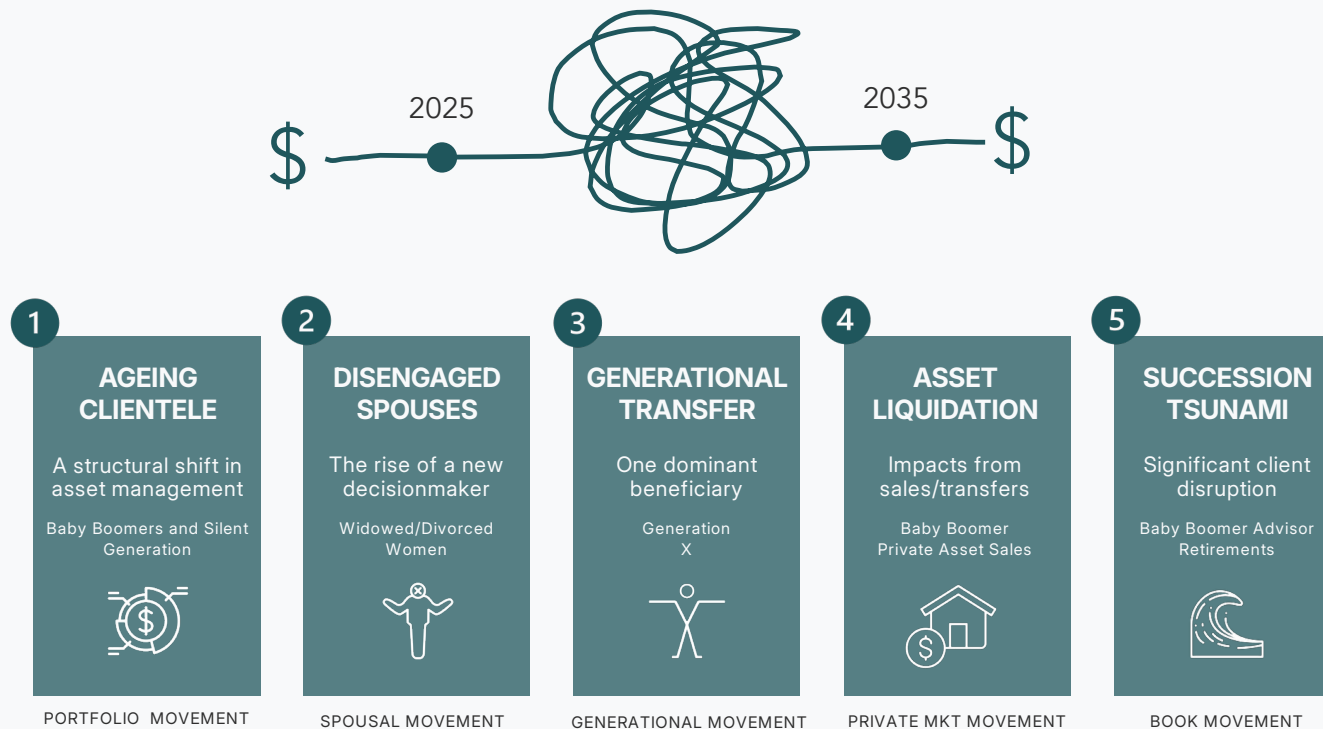 2025
2035
$
$
1
AGEING
CLIENTELE
A structural shift in
asset management
Baby Boomers and Silent
Generation
$
PORTFOLIO MOVEMENT
2
DISENGAGED
SPOUSES
The rise of a new
decisionmaker
Widowed/Divorced
Women
SPOUSAL MOVEMENT
3
GENERATIONAL
TRANSFER
One dominant
beneficiary
Generation
X
GENERATIONAL MOVEMENT
4
ASSET
LIQUIDATION
Impacts from
sales/transfers
Baby Boomer
Private Asset Sales
$
PRIVATE MKT MOVEMENT
5
SUCCESSION
TSUNAMI
Significant client
disruption
Baby Boomer Advisor
Retirements
BOOK MOVEMENT